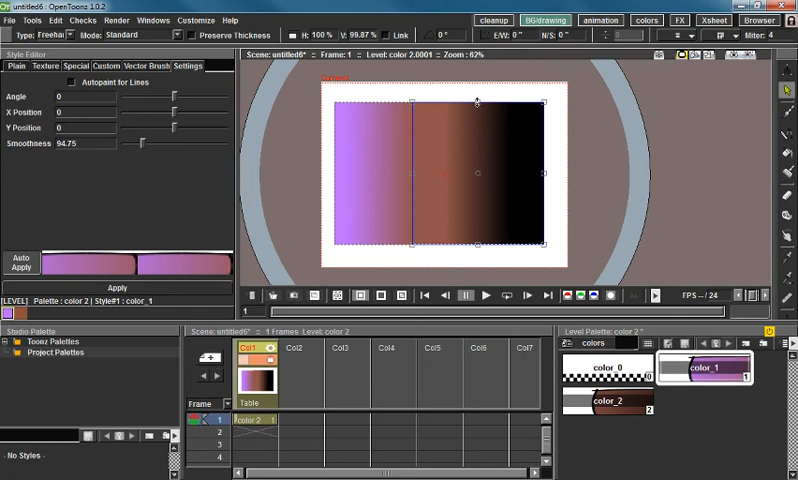 untitled6* : OpenToonz 1.0.2
File Edit Checks Render Windows Customize Help
cleanup BG/drawing animation colors FX Xsheet Browser
Type: Freehan Mode: Standard Preserve Thickness H: 100 % V: 99.87 % Link 0 ° E/W: 0 " N/S: 0 " 0 ° Miter: 4
Style Editor
Scene: untitled6* :: Frame: 1 :: Level: color 2.0001 :: Zoom : 62%
Plain Texture Special Custom Vector Brush Settings
Autopaint for Lines
Angle 0
X Position 0
Y Position 0
Smoothness 94.75
Auto Apply
Apply
[LEVEL] Palette : color 2 | Style#1 : color_1
FPS -- /24
1
Studio Palette
Toonz Palettes
Project Palettes
- No Styles -
Scene: untitled6* :: 1 Frames Level: color 2
Col1 Col2 Col3 Col4 Col5 Col6 Col7
Table
Frame
1 color 2 1
2
3
4
Level Palette: color 2 *
colors
color_0 0
color_1 1
color_2 2